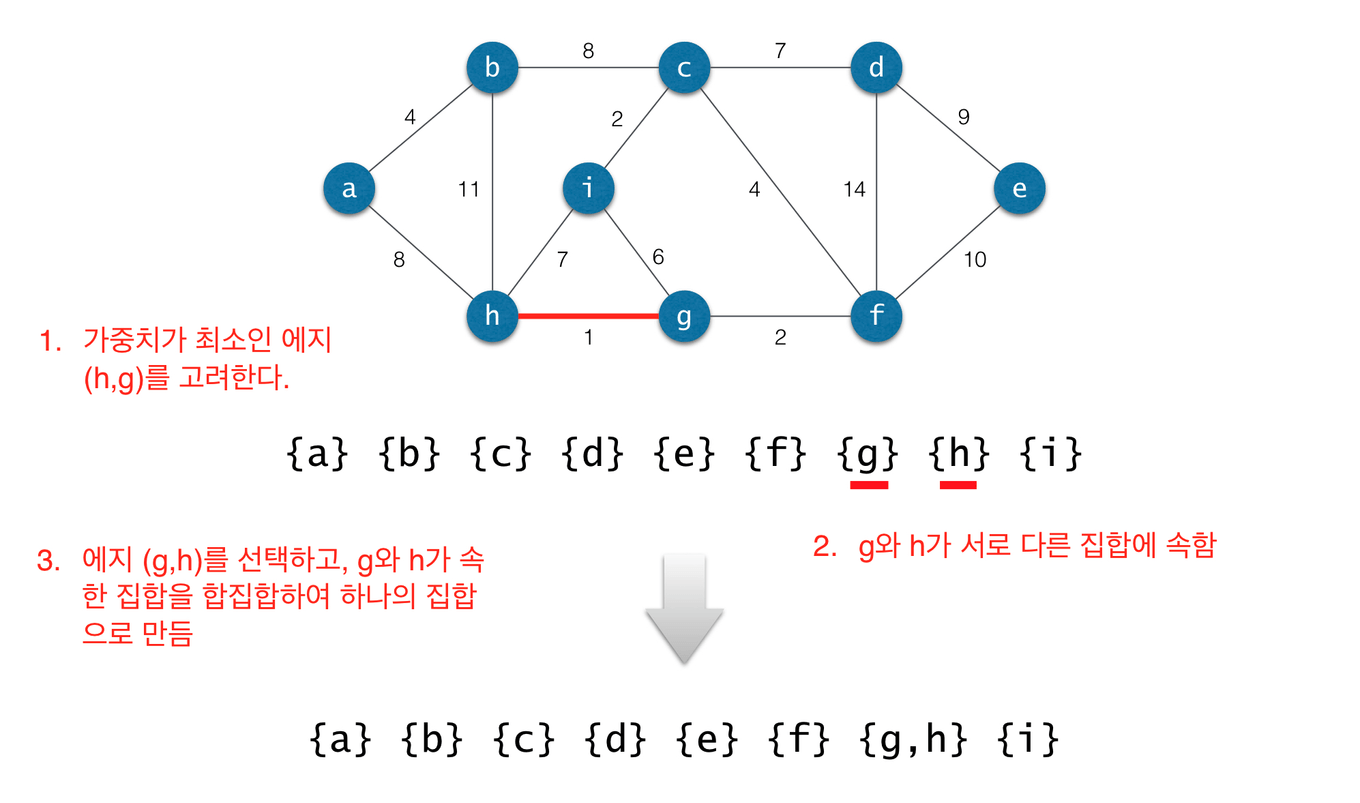 8
7
b
c
d
4
2
9
a
11
i
4
14
e
8
7
6
10
h
g
f
1
2
1. 가중치가 최소인 에지
(h,g)를 고려한다.
{a} {b} {c} {d} {e} {f} {g} {h} {i}
2. g와 h가 서로 다른 집합에 속함
3. 에지 (g,h)를 선택하고, g와 h가 속
한 집합을 합집합하여 하나의 집합
으로 만듬
{a} {b} {c} {d} {e} {f} {g,h} {i}